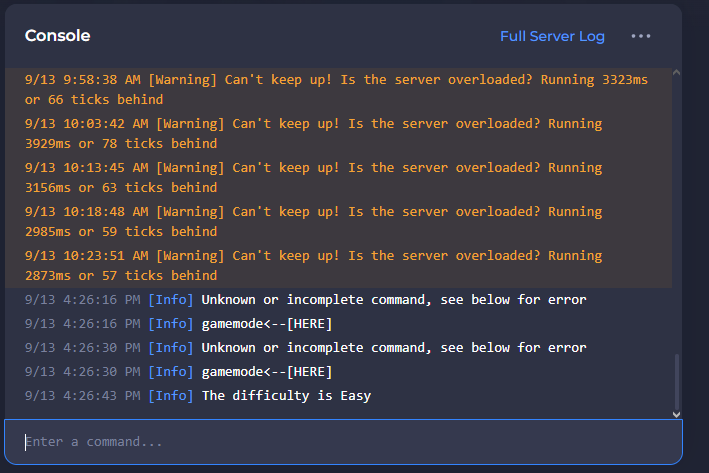 Console
Full Server Log
9/13 9:58:38 AM [Warning] Can't keep up! Is the server overloaded? Running 3323ms
or 66 ticks behind
9/13 10:03:42 AM [Warning] Can't keep up! Is the server overloaded? Running
3929ms or 78 ticks behind
9/13 10:13:45 AM [Warning] Can't keep up! Is the server overloaded? Running
3156ms or 63 ticks behind
9/13 10:18:48 AM [Warning] Can't keep up! Is the server overloaded? Running
2985ms or 59 ticks behind
9/13 10:23:51 AM [Warning] Can't keep up! Is the server overloaded? Running
2873ms or 57 ticks behind
9/13 4:26:16 PM [Info] Unknown or incomplete command, see below for error
9/13 4:26:16 PM [Info] gamemode<--[HERE]
9/13 4:26:30 PM [Info] Unknown or incomplete command, see below for error
9/13 4:26:30 PM [Info] gamemode<--[HERE]
9/13 4:26:43 PM [Info] The difficulty is Easy
Enter a command...